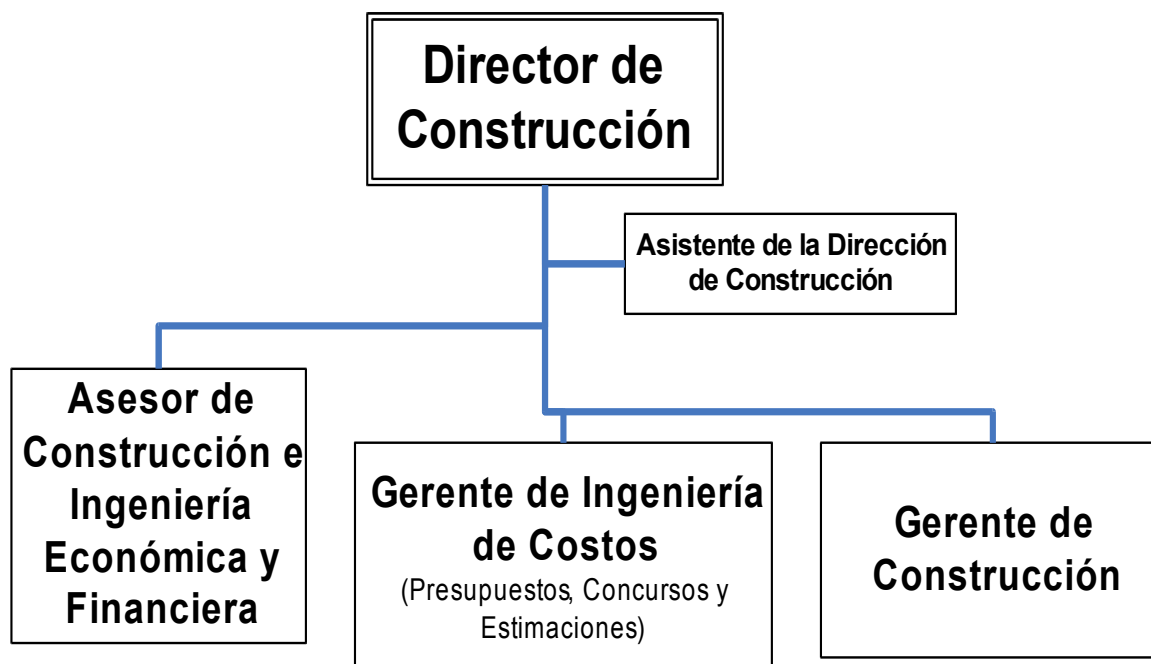 Director de
Construcción
Asistente de la Dirección
de Construcción
Asesor de
Construcción e
Ingeniería
Económica y
Financiera
Gerente de Ingeniería
de Costos
(Presupuestos, Concursos y
Estimaciones)
Gerente de
Construcción